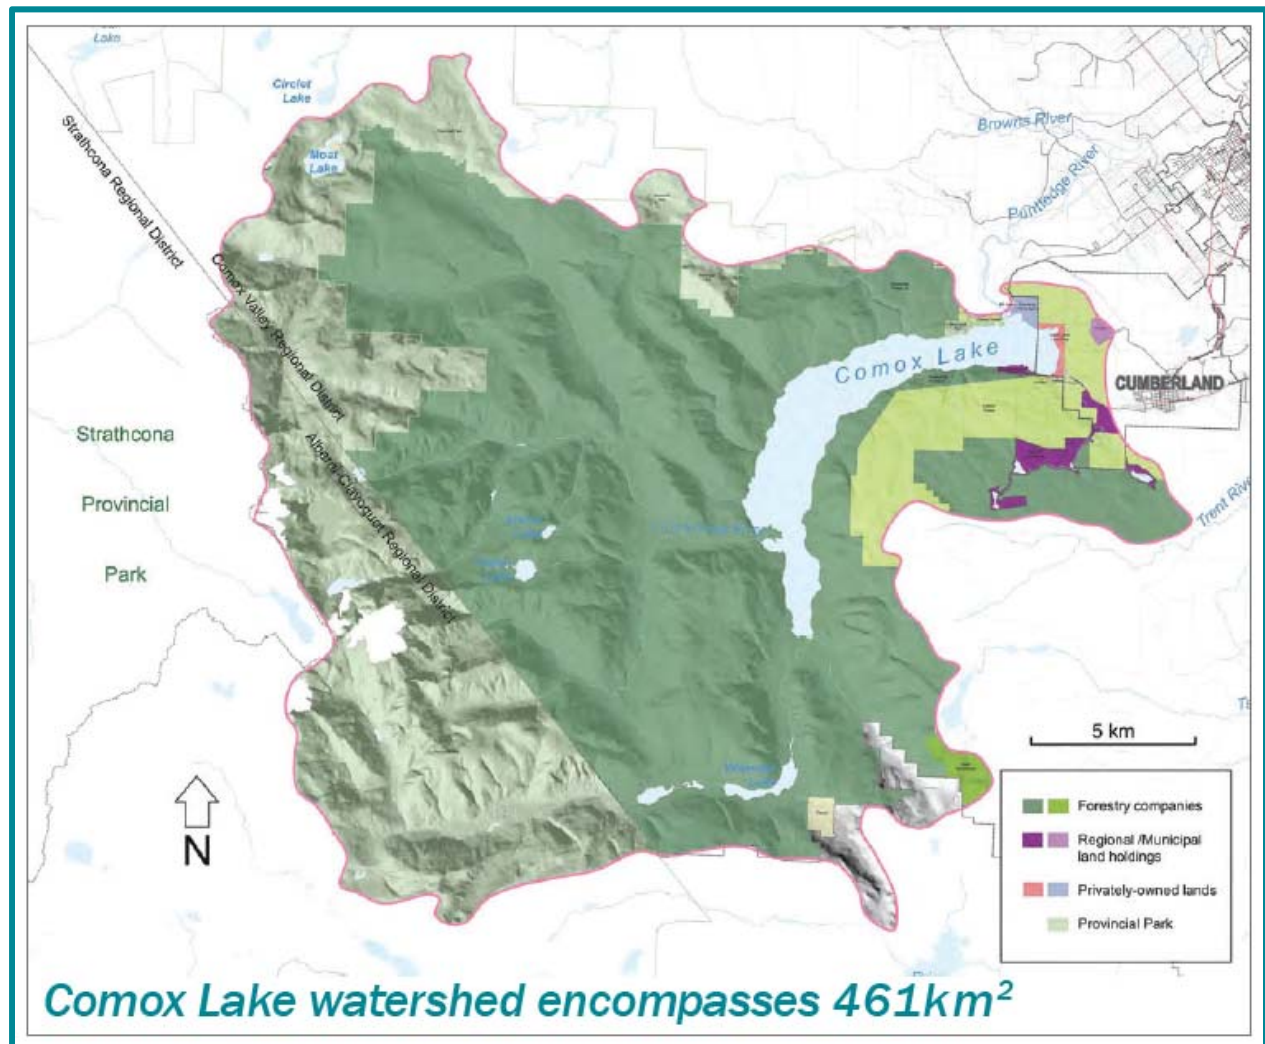 Lake
Circlet
Lake
Moat
Lake
Browns River
Puntledge River
Strathcona Regional District
Comox Valley Regional District
Comox Lake
CUMBERLAND
Strathcona
Provincial
Park
Alberni-Clayoquot Regional District
Trent River
5 km
N
Forestry companies
Regional /Municipal
land holdings
Privately-owned lands
Provincial Park
Comox Lake watershed encompasses 461km²